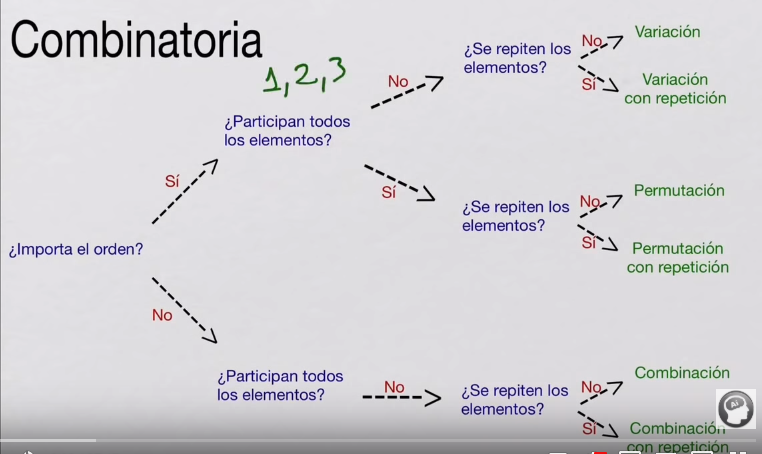 Combinatoria
1, 2, 3
¿Importa el orden?
Sí
No
¿Participan todos
los elementos?
No
Sí
¿Se repiten los
elementos?
No
Sí
Variación
Variación
con repetición
¿Se repiten los
elementos?
No
Sí
Permutación
Permutación
con repetición
¿Participan todos
los elementos?
No
¿Se repiten los
elementos?
No
Sí
Combinación
Combinación
con repetición
Ai